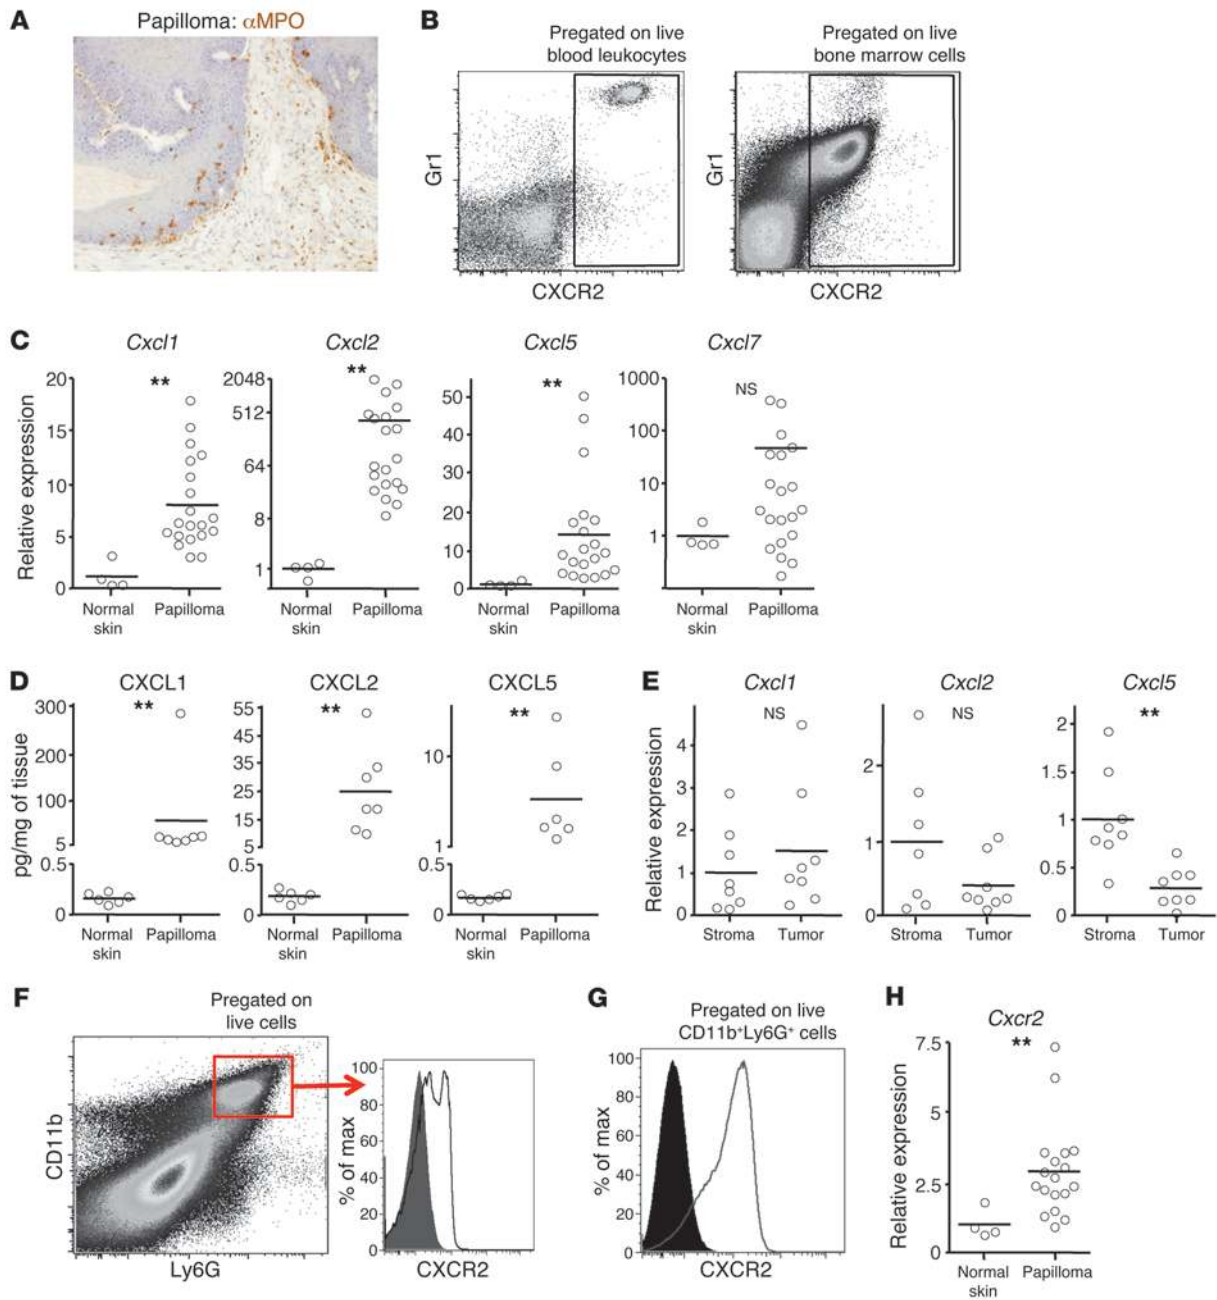 A
Papilloma: αMPO
B
Pregated on live
blood leukocytes
Pregated on live
bone marrow cells
Gr1
CXCR2
Gr1
CXCR2
C
Cxcl1
Cxcl2
Cxcl5
Cxcl7
Relative expression
20
15
10
5
0
**
Normal
skin
Papilloma
2048
512
64
8
1
**
Normal
skin
Papilloma
50
40
30
20
10
0
**
Normal
skin
Papilloma
1000
100
10
1
NS
Normal
skin
Papilloma
D
CXCL1
CXCL2
CXCL5
pg/mg of tissue
300
200
100
5
0.5
0
**
Normal
skin
Papilloma
55
45
35
25
15
5
0.5
0
**
Normal
skin
Papilloma
10
1
0.5
0
**
Normal
skin
Papilloma
E
Cxcl1
Cxcl2
Cxcl5
Relative expression
4
3
2
1
0
NS
Stroma
Tumor
2
1
0
NS
Stroma
Tumor
2
1.5
1
0.5
0
**
Stroma
Tumor
F
Pregated on
live cells
CD11b
Ly6G
% of max
100
80
60
40
20
0
CXCR2
G
Pregated on live
CD11b⁺Ly6G⁺ cells
% of max
100
80
60
40
20
0
CXCR2
H
Cxcr2
**
Relative expression
7.5
5
2.5
0
Normal
skin
Papilloma